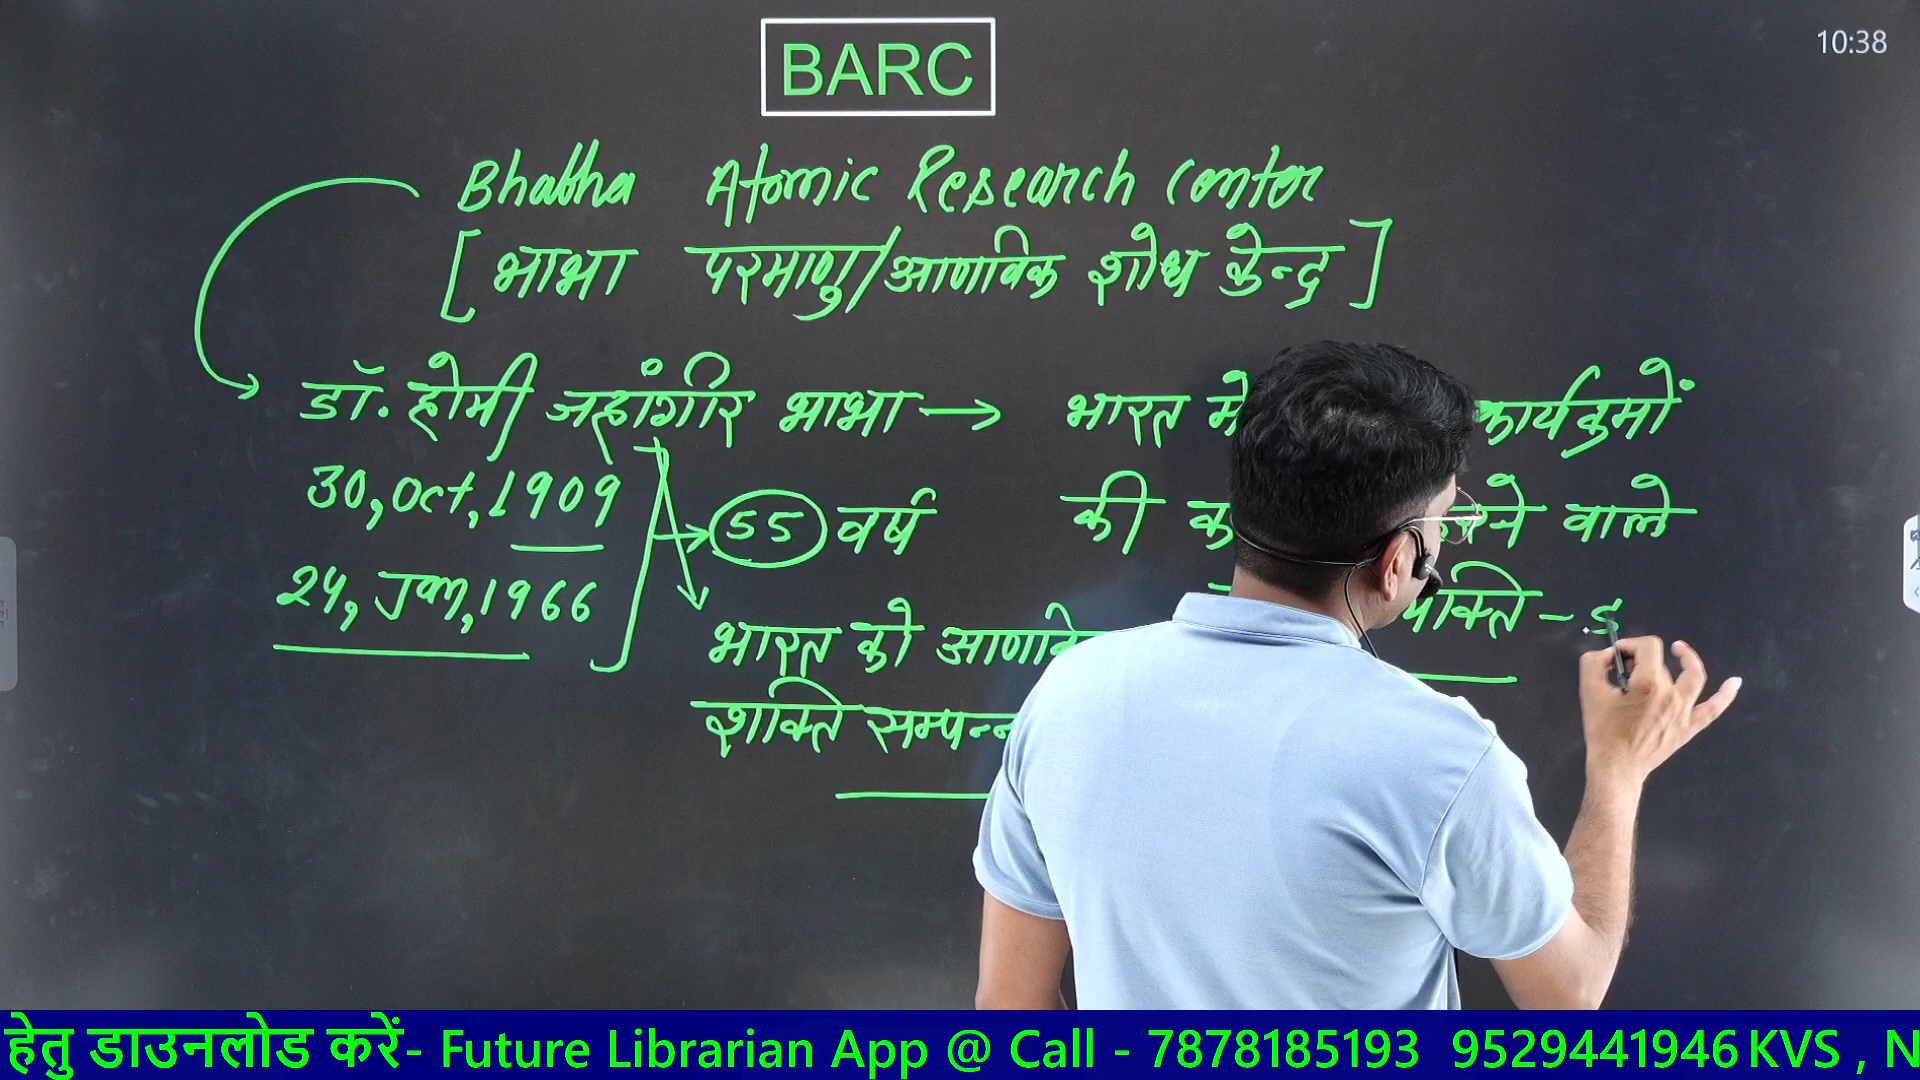 BARC
10:38
Bhabha Atomic Research Center
[भाभा परमाणु/आणविक शोध केन्द्र]
डॉ. होमी जहांगीर भाभा → भारत में कार्यक्रमों
30, Oct, 1909
55 वर्ष
की वाले
24, Jan, 1966
भारत को
शक्ति सम्पन्न
हेतु डाउनलोड करें- Future Librarian App @ Call - 7878185193 9529441946 KVS , N